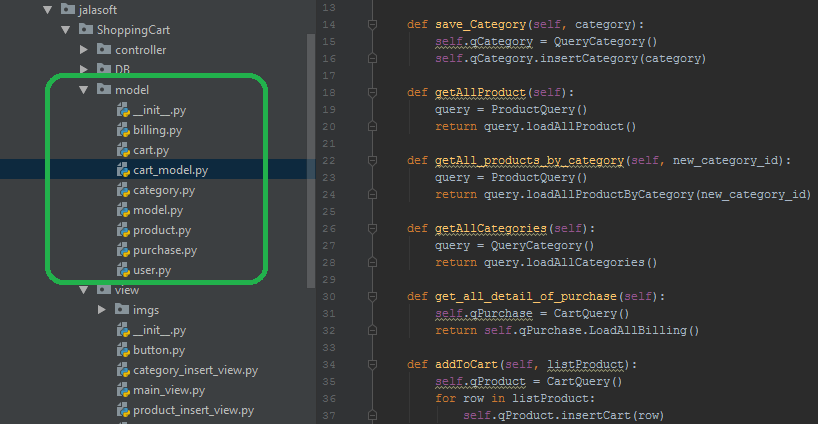 jalasoft
ShoppingCart
controller
DB
model
__init__.py
billing.py
cart.py
cart_model.py
category.py
model.py
product.py
purchase.py
user.py
view
imgs
__init__.py
button.py
category_insert_view.py
main_view.py
product_insert_view.py
13
14 def save_Category(self, category):
15 self.qCategory = QueryCategory()
16 self.qCategory.insertCategory(category)
17
18 def getAllProduct(self):
19 query = ProductQuery()
20 return query.loadAllProduct()
21
22 def getAll_products_by_category(self, new_category_id):
23 query = ProductQuery()
24 return query.loadAllProductByCategory(new_category_id)
25
26 def getAllCategories(self):
27 query = QueryCategory()
28 return query.loadAllCategories()
29
30 def get_all_detail_of_purchase(self):
31 self.qPurchase = CartQuery()
32 return self.qPurchase.LoadAllBilling()
33
34 def addToCart(self, listProduct):
35 self.qProduct = CartQuery()
36 for row in listProduct:
37 self.qProduct.insertCart(row)